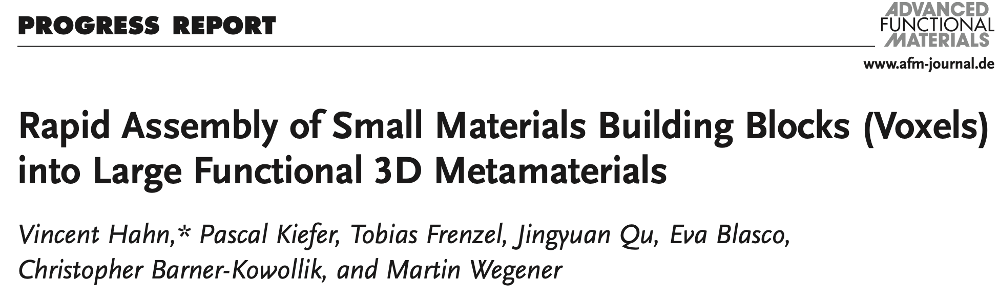 PROGRESS REPORT
ADVANCED
FUNCTIONAL
MATERIALS
www.afm-journal.de
Rapid Assembly of Small Materials Building Blocks (Voxels)
into Large Functional 3D Metamaterials
Vincent Hahn,* Pascal Kiefer, Tobias Frenzel, Jingyuan Qu, Eva Blasco,
Christopher Barner-Kowollik, and Martin Wegener